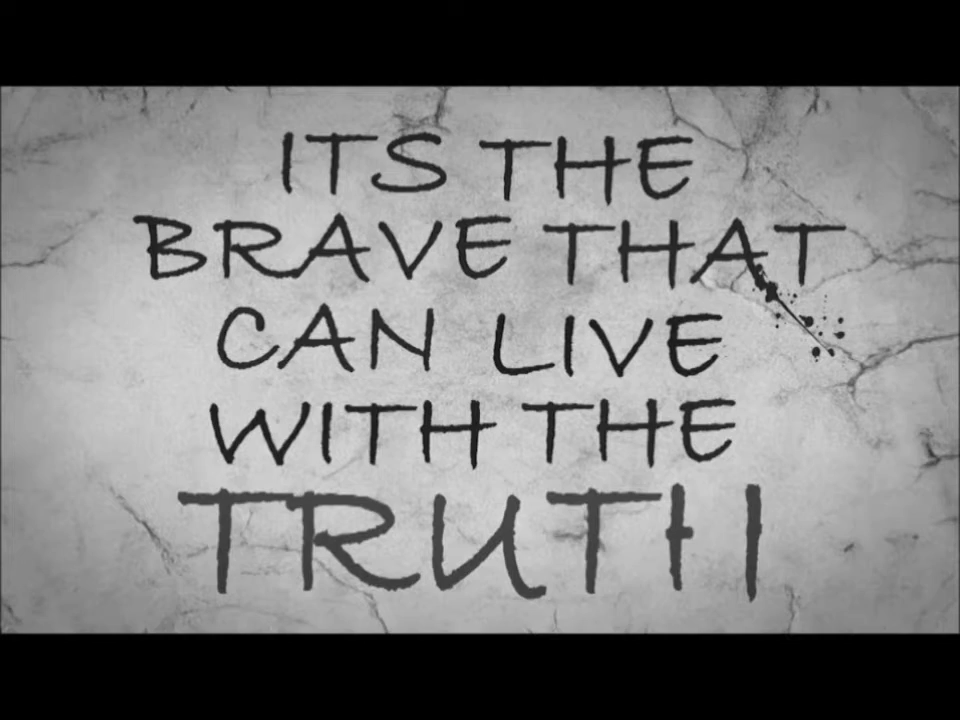 ITS THE
BRAVE THAT
CAN LIVE
WITH THE
TRUTH